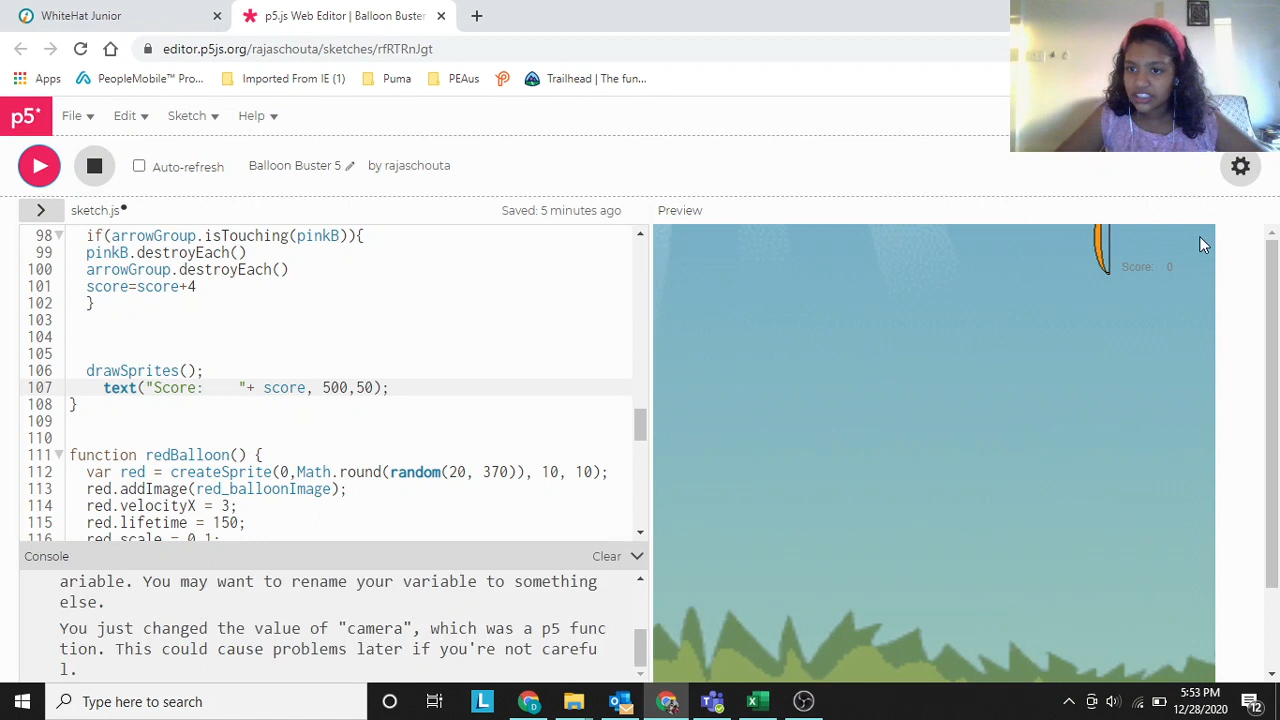 WhiteHat Junior
p5.js Web Editor | Balloon Buster
editor.p5js.org/rajaschouta/sketches/rfRTRnJgt
Apps PeopleMobile™ Pro... Imported From IE (1) Puma PEAus Trailhead | The fun...
p5* File Edit Sketch Help
Auto-refresh Balloon Buster 5 by rajaschouta
sketch.js Saved: 5 minutes ago Preview
98 if(arrowGroup.isTouching(pinkB)){
99 pinkB.destroyEach()
100 arrowGroup.destroyEach()
101 score=score+4
102 }
103
104
105
106 drawSprites();
107 text("Score:    "+ score, 500,50);
108 }
109
110
111 function redBalloon() {
112 var red = createSprite(0,Math.round(random(20, 370)), 10, 10);
113 red.addImage(red_balloonImage);
114 red.velocityX = 3;
115 red.lifetime = 150;
116 red.scale = 0.1;
Score: 0
Console Clear
ariable. You may want to rename your variable to something
else.
You just changed the value of "camera", which was a p5 func
tion. This could cause problems later if you're not carefu
l.
Type here to search
L
5:53 PM
12/28/2020
12